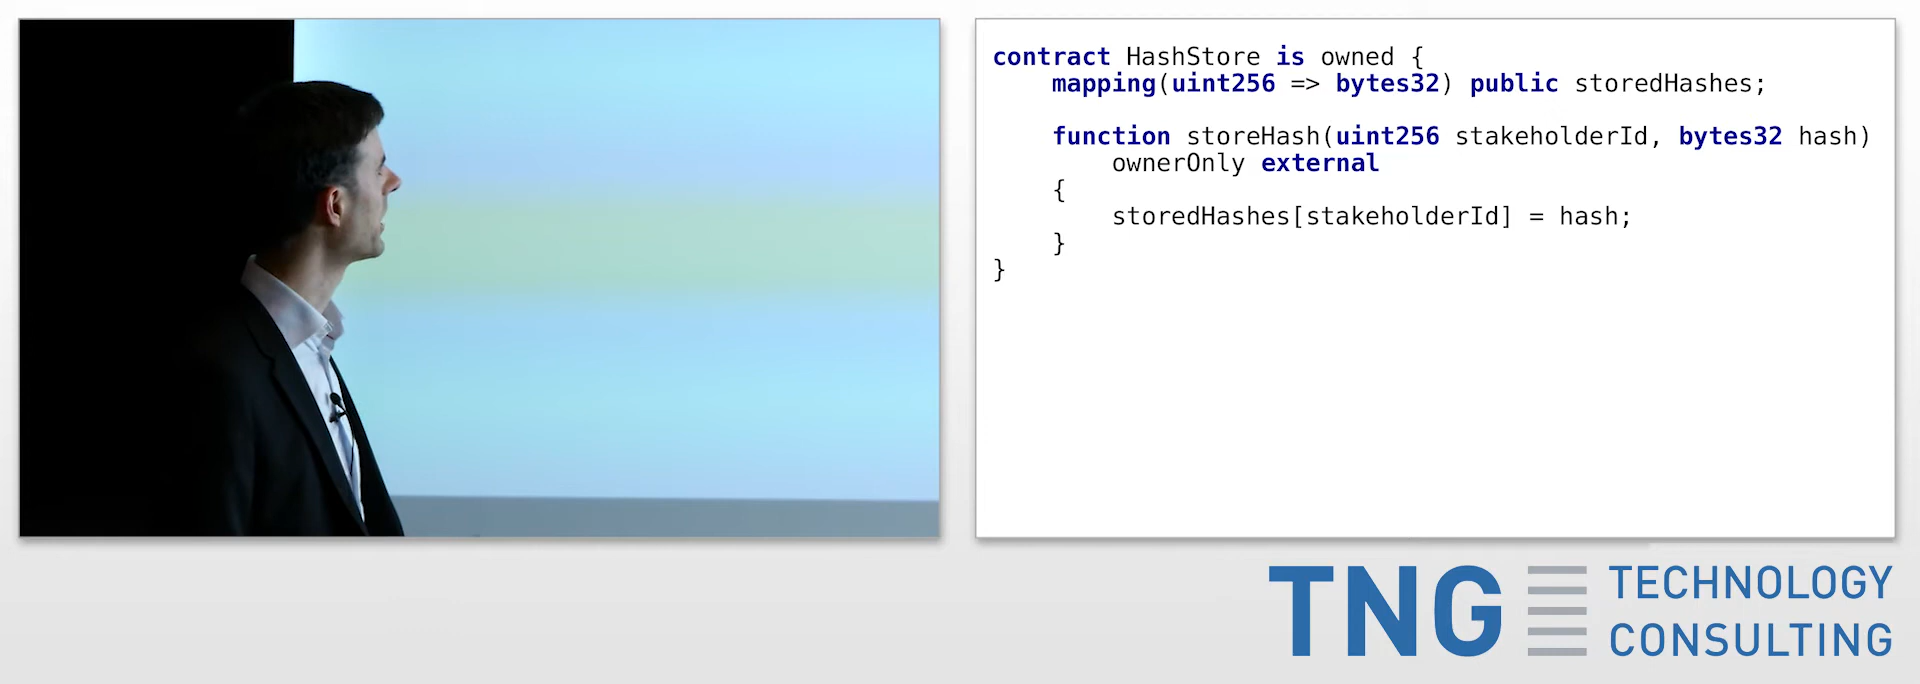 contract HashStore is owned {
    mapping(uint256 => bytes32) public storedHashes;

    function storeHash(uint256 stakeholderId, bytes32 hash)
        ownerOnly external
    {
        storedHashes[stakeholderId] = hash;
    }
}
TNG TECHNOLOGY
CONSULTING